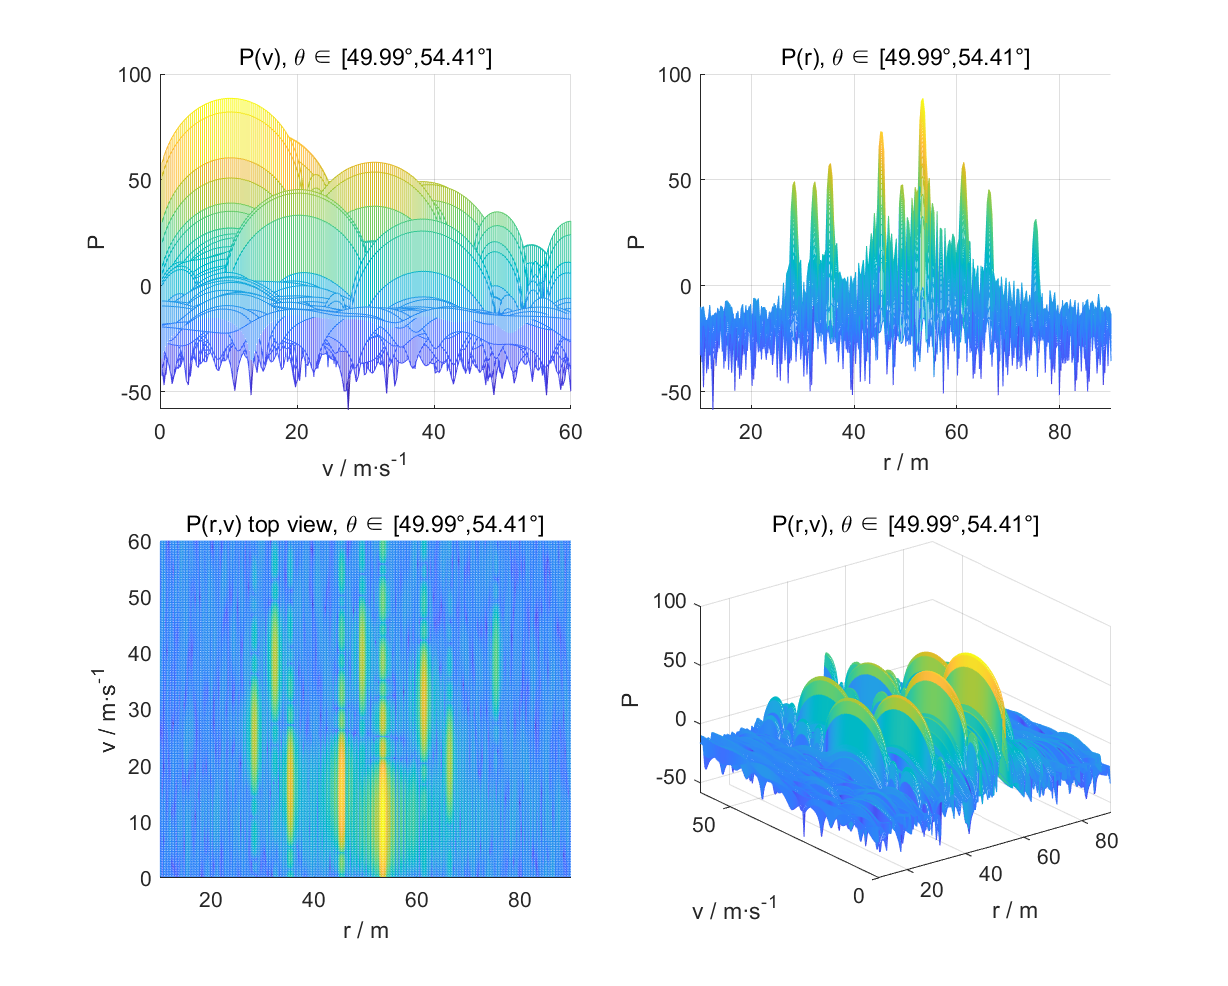 P(v), θ ∈ [49.99°,54.41°]
100
50
0
-50
P
0 20 40 60
v / m·s⁻¹
P(r), θ ∈ [49.99°,54.41°]
100
50
0
-50
P
20 40 60 80
r / m
P(r,v) top view, θ ∈ [49.99°,54.41°]
60
50
40
30
20
10
0
v / m·s⁻¹
20 40 60 80
r / m
P(r,v), θ ∈ [49.99°,54.41°]
100
50
0
-50
P
50
0
v / m·s⁻¹
20 40 60 80
r / m